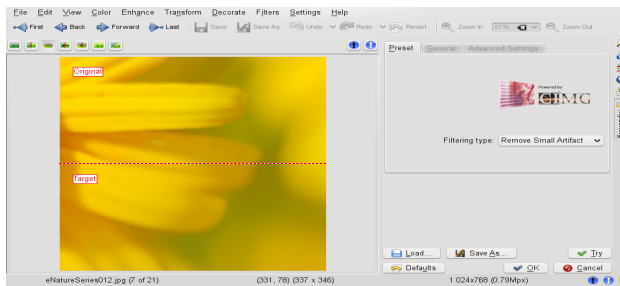 File Edit View Color Enhance Transform Decorate Filters Settings Help
First Back Forward Last Save Save As Undo Redo Revert Zoom In 61% Zoom Out
Original
Target
Preset General Advanced Settings
Powered by
CIMG
Filtering type: Remove Small Artifact
Load... Save As... Try
Defaults OK Cancel
eNatureSeries012.jpg (7 of 21) (331, 78) (337 x 346) 1 024x768 (0.79Mpx)